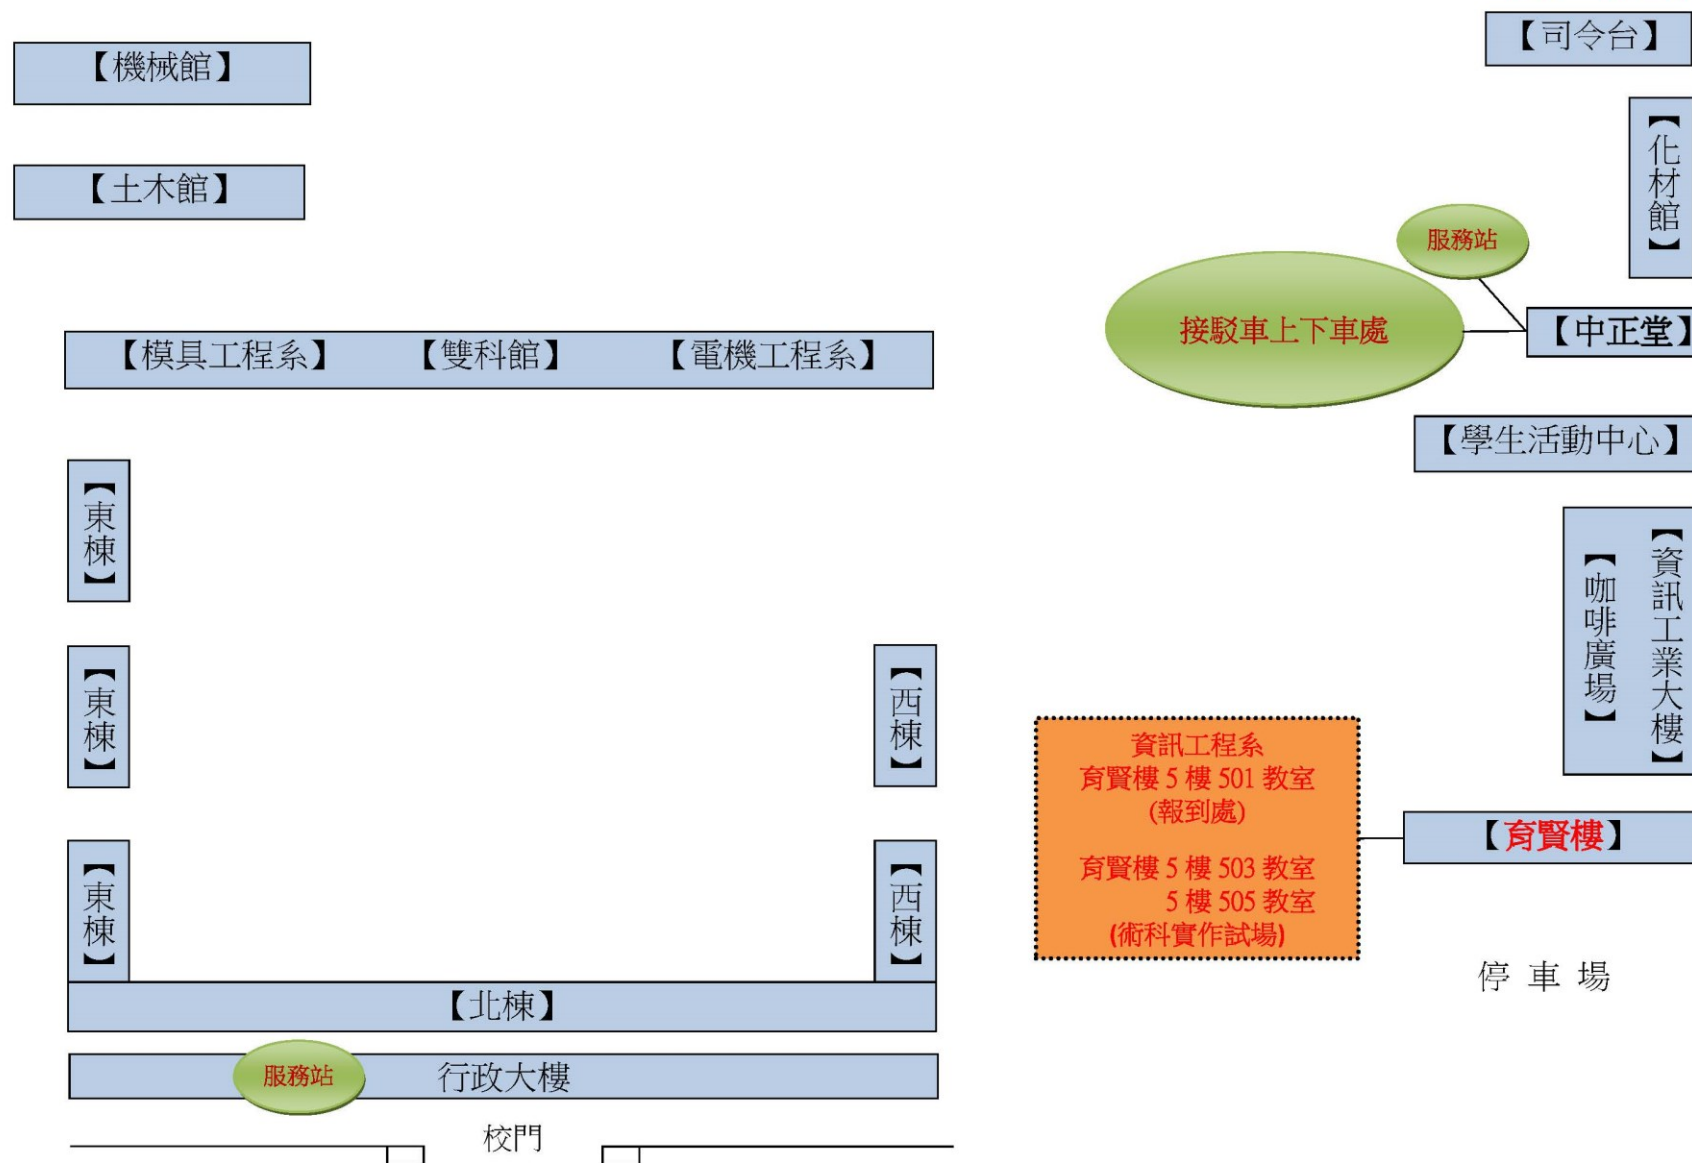 【機械館】
【土木館】
【模具工程系】 【雙科館】 【電機工程系】
【東棟】
【東棟】
【西棟】
【東棟】
【西棟】
【北棟】
服務站
行政大樓
校門
【司令台】
【化材館】
服務站
接駁車上下車處
【中正堂】
【學生活動中心】
【資訊工業大樓】
【咖啡廣場】
資訊工程系
育賢樓 5 樓 501 教室
(報到處)
育賢樓 5 樓 503 教室
5 樓 505 教室
(術科實作試場)
【育賢樓】
停 車 場